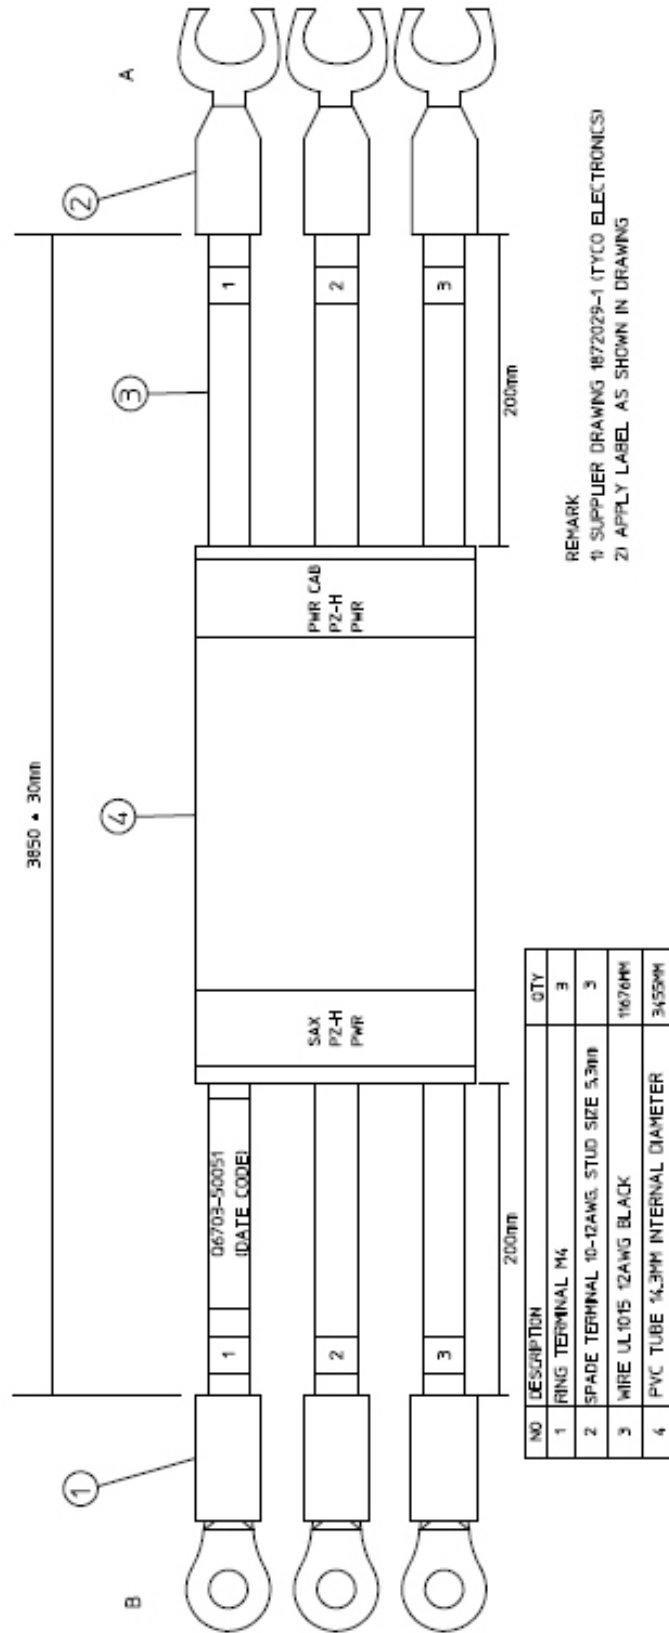 B
A
3850 ± 30mm
1
2
3
4
1
2
3
Q6703-50051
(DATE CODE)
SAX
PZ-H
PWR
PWR CAB
PZ-H
PWR
1
2
3
200mm
200mm
NO DESCRIPTION QTY
1 RING TERMINAL M4 3
2 SPADE TERMINAL 10-12AWG, STUD SIZE 5,3mm 3
3 WIRE UL1015 12AWG BLACK 11676MM
4 PVC TUBE 14,3MM INTERNAL DIAMETER 3455MM
REMARK
1) SUPPLIER DRAWING 1872029-1 (TYCO ELECTRONICS)
2) APPLY LABEL AS SHOWN IN DRAWING